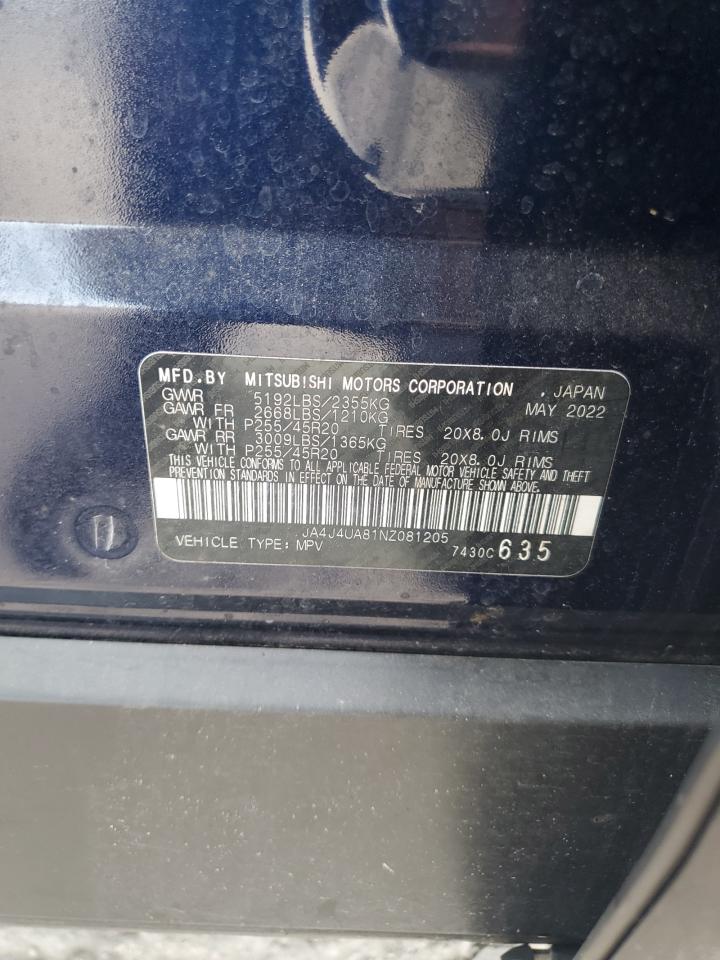 MFD.BY MITSUBISHI MOTORS CORPORATION . JAPAN
GVWR 5192LBS/2355KG MAY 2022
GAWR FR 2668LBS/1210KG
WITH P255/45R20 TIRES 20X8.0J RIMS
GAWR RR 3009LBS/1365KG
WITH P255/45R20 TIRES 20X8.0J RIMS
THIS VEHICLE CONFORMS TO ALL APPLICABLE FEDERAL MOTOR VEHICLE SAFETY AND THEFT
PREVENTION STANDARDS IN EFFECT ON THE DATE OF MANUFACTURE SHOWN ABOVE.
JA4J4UA81NZ081205
VEHICLE TYPE: MPV 7430C 635